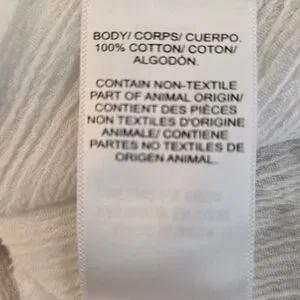 BODY/ CORPS/ CUERPO.
100% COTTON/ COTON/
ALGODÓN.
CONTAIN NON-TEXTILE
PART OF ANIMAL ORIGIN/
CONTIENT DES PIÈCES
NON TEXTILES D'ORIGINE
ANIMALE/ CONTIENE
PARTES NO TEXTILES DE
ORIGEN ANIMAL.